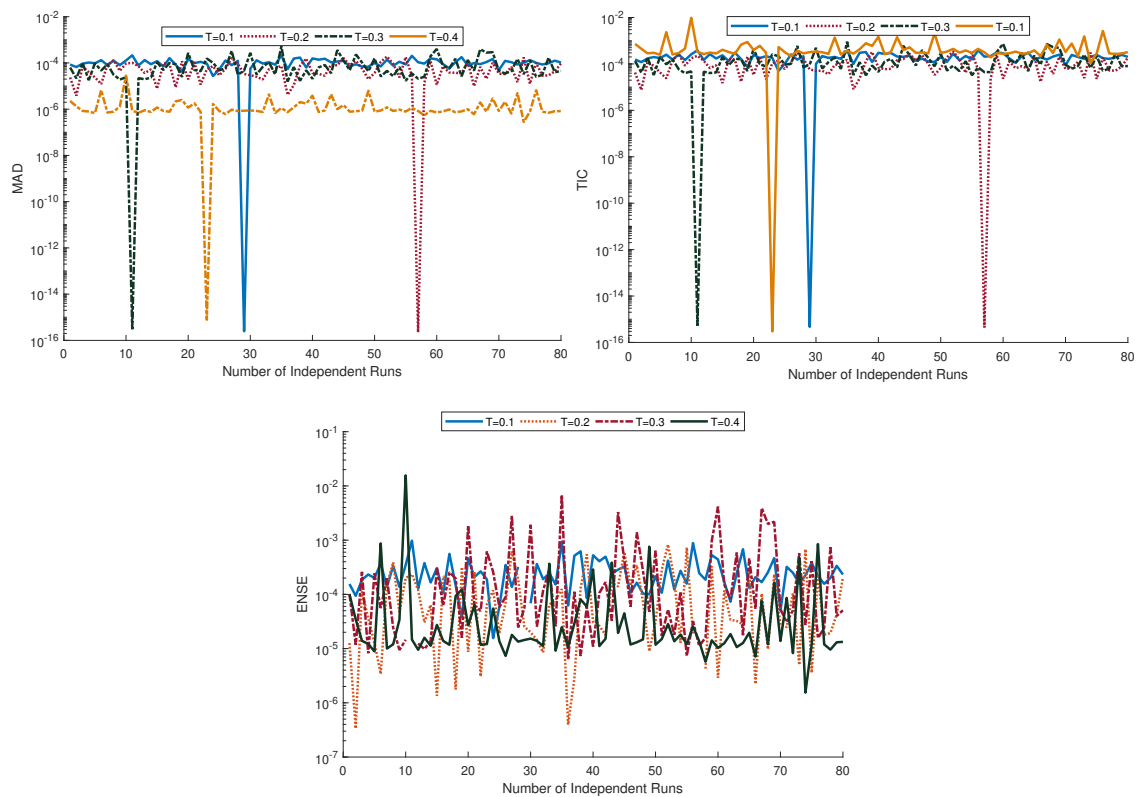 T=0.1 T=0.2 T=0.3 T=0.4
MAD
10^-2
10^-4
10^-6
10^-8
10^-10
10^-12
10^-14
10^-16
0 10 20 30 40 50 60 70 80
Number of Independent Runs
T=0.1 T=0.2 T=0.3 T=0.1
TIC
10^-2
10^-4
10^-6
10^-8
10^-10
10^-12
10^-14
10^-16
0 10 20 30 40 50 60 70 80
Number of Independent Runs
T=0.1 T=0.2 T=0.3 T=0.4
ENSE
10^-1
10^-2
10^-3
10^-4
10^-5
10^-6
10^-7
0 10 20 30 40 50 60 70 80
Number of Independent Runs